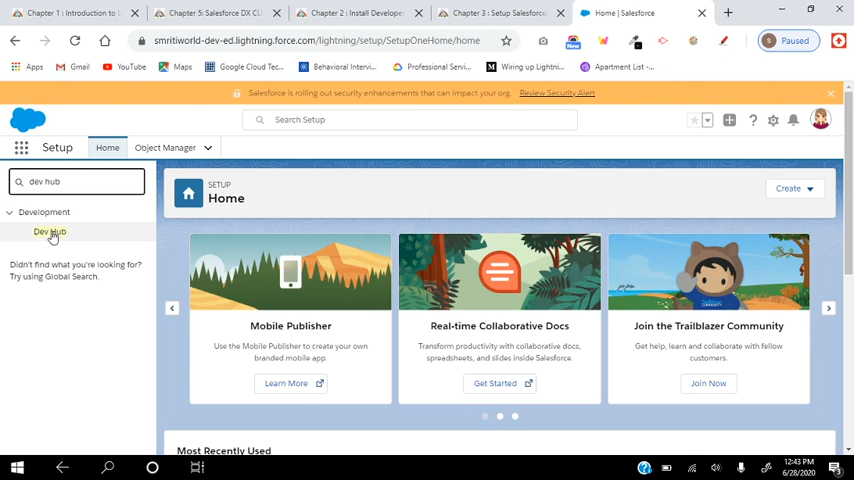 Chapter 1 : Introduction to L
Chapter 5: Salesforce DX CLI
Chapter 2 : Install Develope
Chapter 3 : Setup Salesforce
Home | Salesforce
smritiworld-dev-ed.lightning.force.com/lightning/setup/SetupOneHome/home
S Paused
Apps
Gmail
YouTube
Maps
Google Cloud Tec...
Behavioral Intervi...
Professional Servi...
Wiring up Lightni...
Apartment List - ...
Salesforce is rolling out security enhancements that can impact your org. Review Security Alert
Search Setup
Setup
Home
Object Manager
dev hub
SETUP
Home
Create
Development
Dev Hub
Didn't find what you're looking for?
Try using Global Search.
Mobile Publisher
Use the Mobile Publisher to create your own
branded mobile app.
Learn More
Real-time Collaborative Docs
Transform productivity with collaborative docs,
spreadsheets, and slides inside Salesforce.
Get Started
Join the Trailblazer Community
Get help, learn and collaborate with fellow
customers.
Join Now
Most Recently Used
12:43 PM
6/28/2020